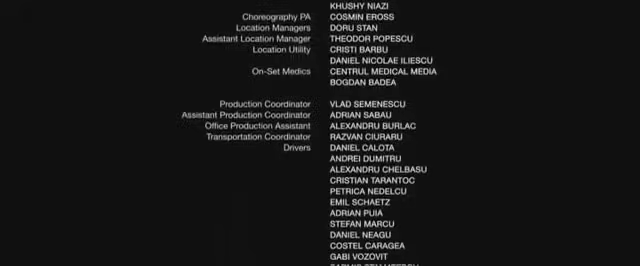 KHUSHY NIAZI
Choreography PA COSMIN EROSS
Location Managers DORU STAN
Assistant Location Manager THEODOR POPESCU
Location Utility CRISTI BARBU
DANIEL NICOLAE ILIESCU
On-Set Medics CENTRUL MEDICAL MEDIA
BOGDAN BADEA
Production Coordinator VLAD SEMENESCU
Assistant Production Coordinator ADRIAN SABAU
Office Production Assistant ALEXANDRU BURLAC
Transportation Coordinator RAZVAN CIURARU
Drivers DANIEL CALOTA
ANDREI DUMITRU
ALEXANDRU CHELBASU
CRISTIAN TARANTOC
PETRICA NEDELCU
EMIL SCHAETZ
ADRIAN PUIA
STEFAN MARCU
DANIEL NEAGU
COSTEL CARAGEA
GABI VOZOVIT